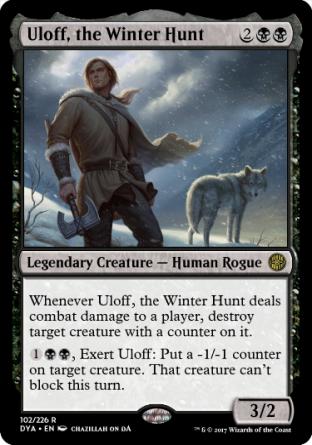 Uloff, the Winter Hunt 2
Legendary Creature — Human Rogue
Whenever Uloff, the Winter Hunt deals
combat damage to a player, destroy
target creature with a counter on it.
1, Exert Uloff: Put a -1/-1 counter
on target creature. That creature can't
block this turn.
3/2
102/226 R
DYA • EN CHAZILLAH ON DA
™ & © 2017 Wizards of the Coast